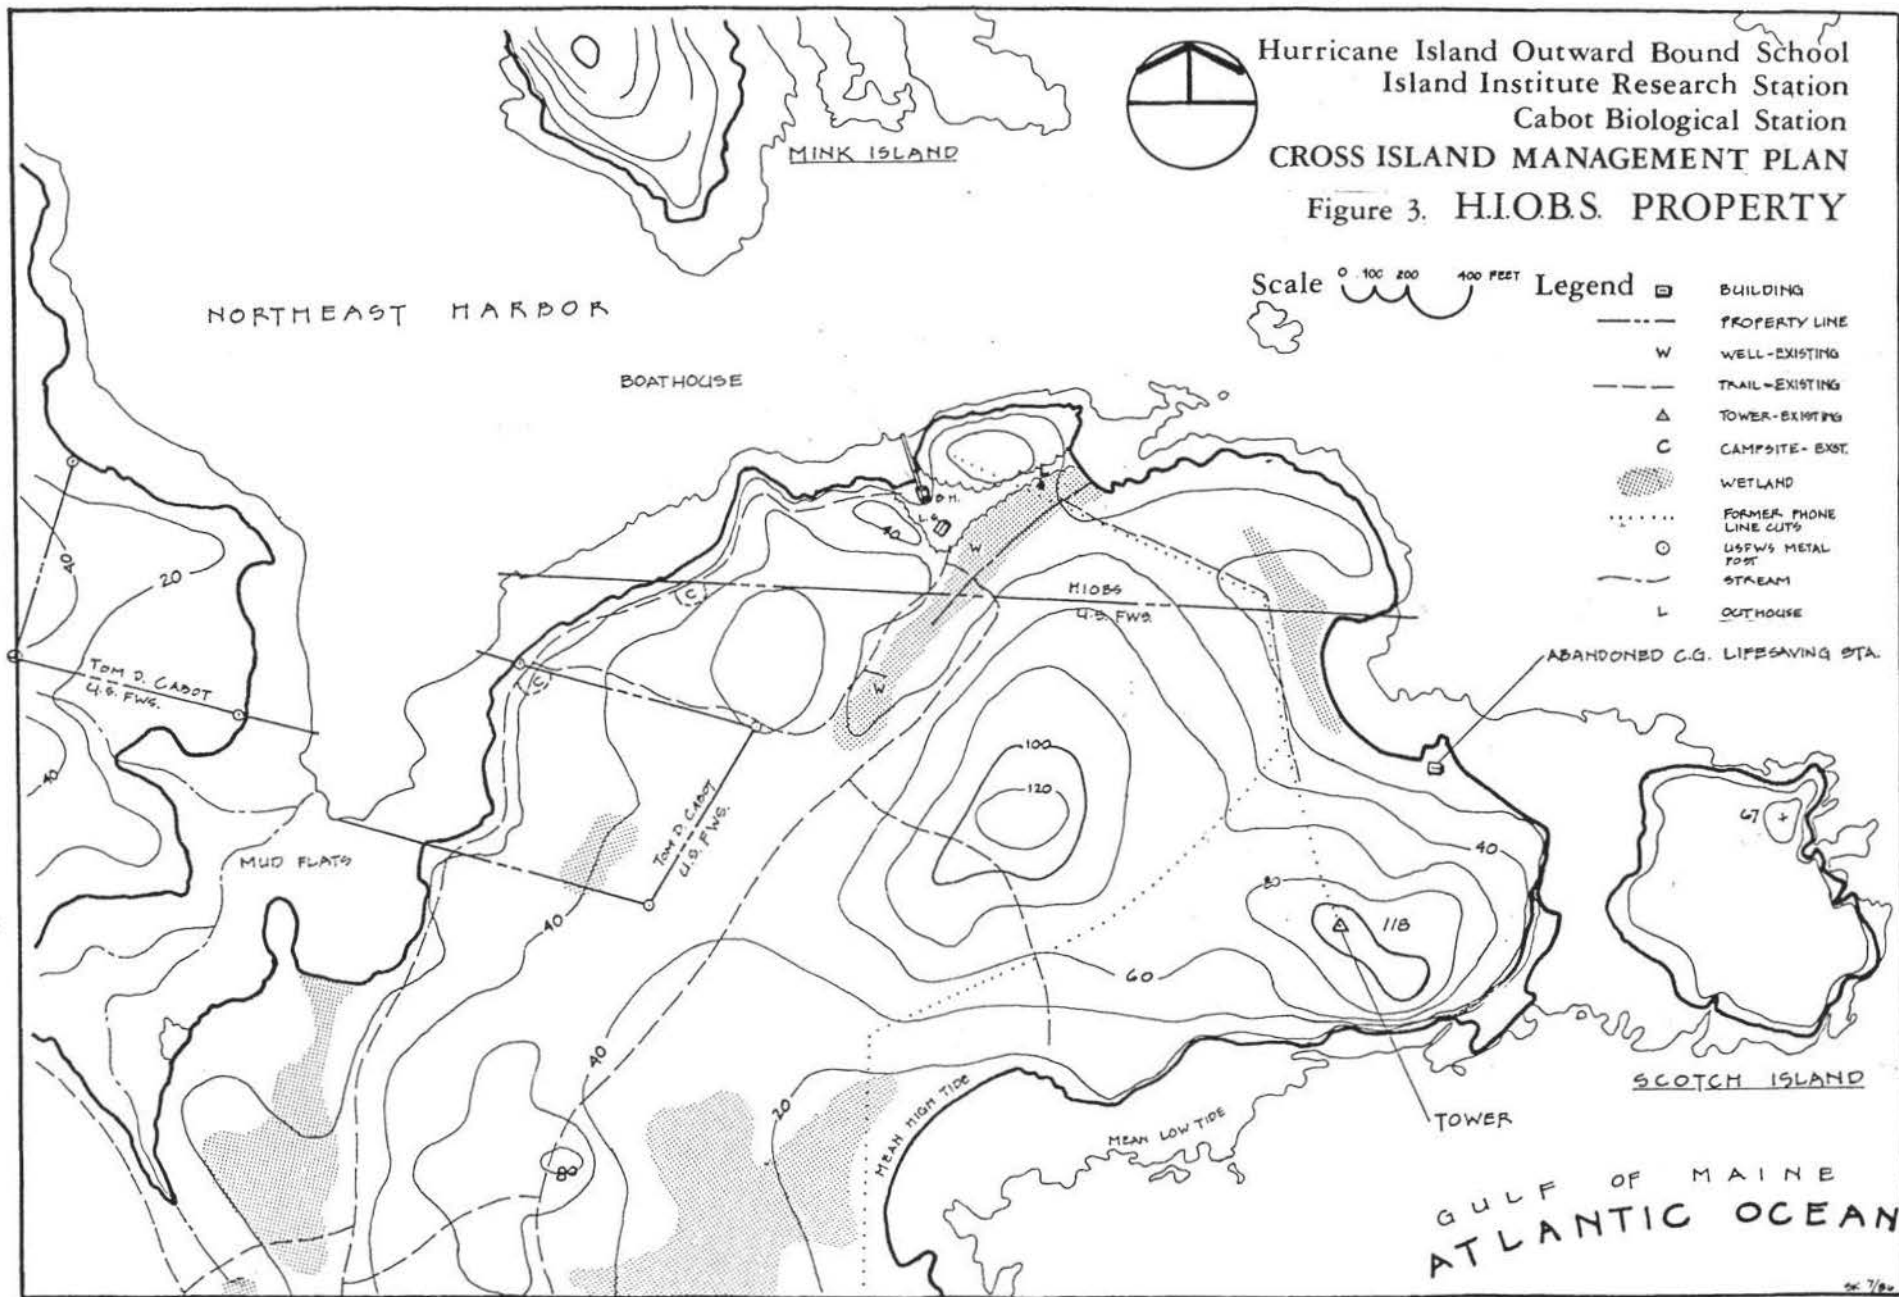 Hurricane Island Outward Bound School
Island Institute Research Station
Cabot Biological Station
CROSS ISLAND MANAGEMENT PLAN
Figure 3. H.I.O.B.S. PROPERTY
MINK ISLAND
Scale 0 100 200 400 FEET
Legend
BUILDING
PROPERTY LINE
W WELL-EXISTING
TRAIL-EXISTING
TOWER-EXISTING
C CAMPSITE-EXST.
WETLAND
FORMER PHONE
LINE CUTS
USFWS METAL
POST
STREAM
L OUTHOUSE
NORTHEAST HARBOR
BOATHOUSE
L
B.H.
L.G.
40
W
40
20
C
HIOBS
U.S. FWS.
ABANDONED C.G. LIFESAVING STA.
TOM D. CABOT
U.S. FWS.
C
W
40
100
120
TOM D. CABOT
U.S. FWS.
67
MUD FLATS
40
80
118
40
60
40
20
MEAN HIGH TIDE
MEAN LOW TIDE
SCOTCH ISLAND
TOWER
80
GULF OF MAINE
ATLANTIC OCEAN